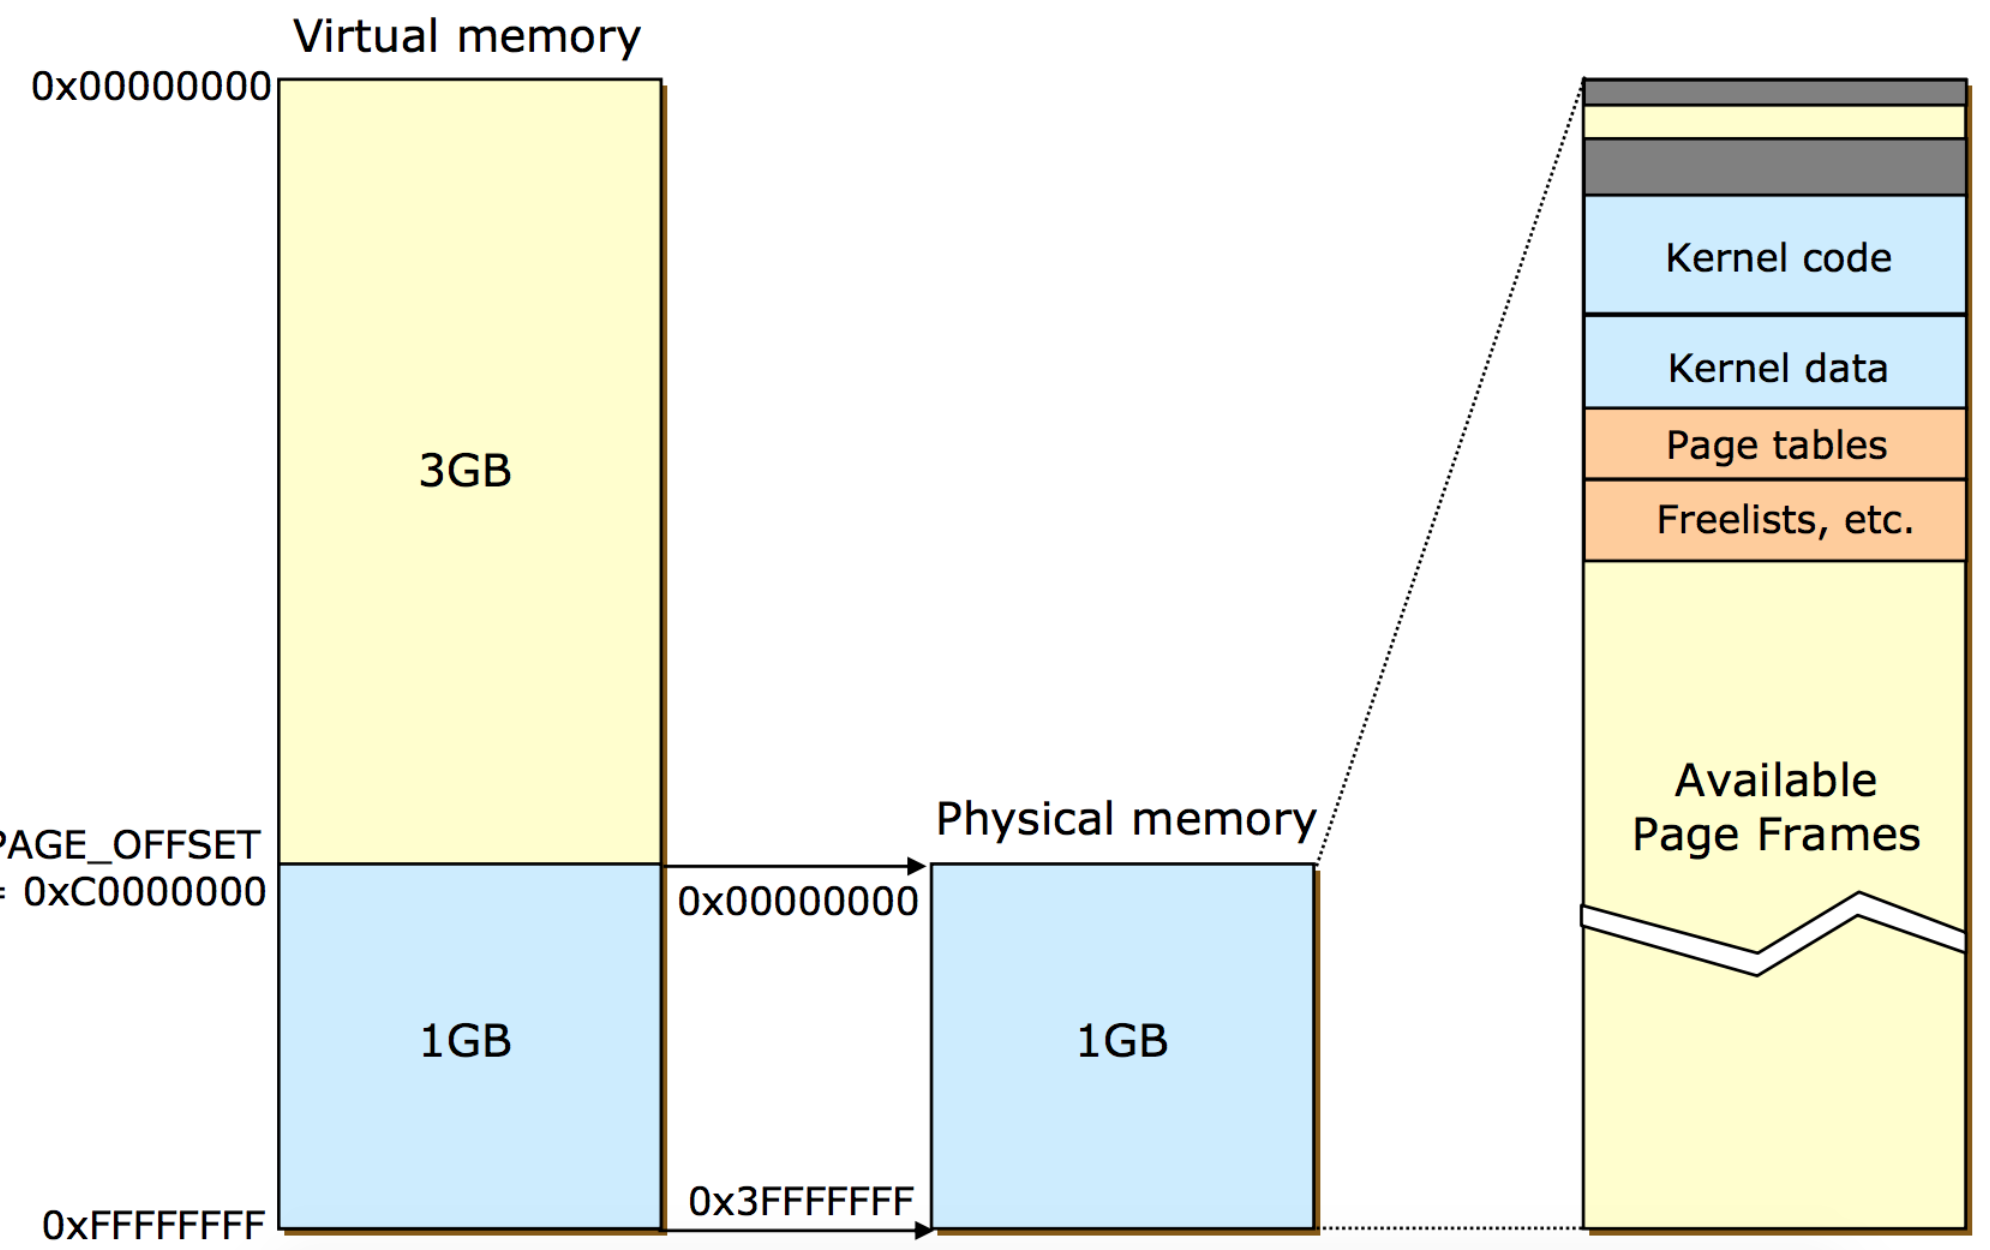 Virtual memory
0x00000000
3GB
PAGE_OFFSET
= 0xC0000000
1GB
0xFFFFFFFF
Physical memory
0x00000000
1GB
0x3FFFFFFF
Kernel code
Kernel data
Page tables
Freelists, etc.
Available
Page Frames